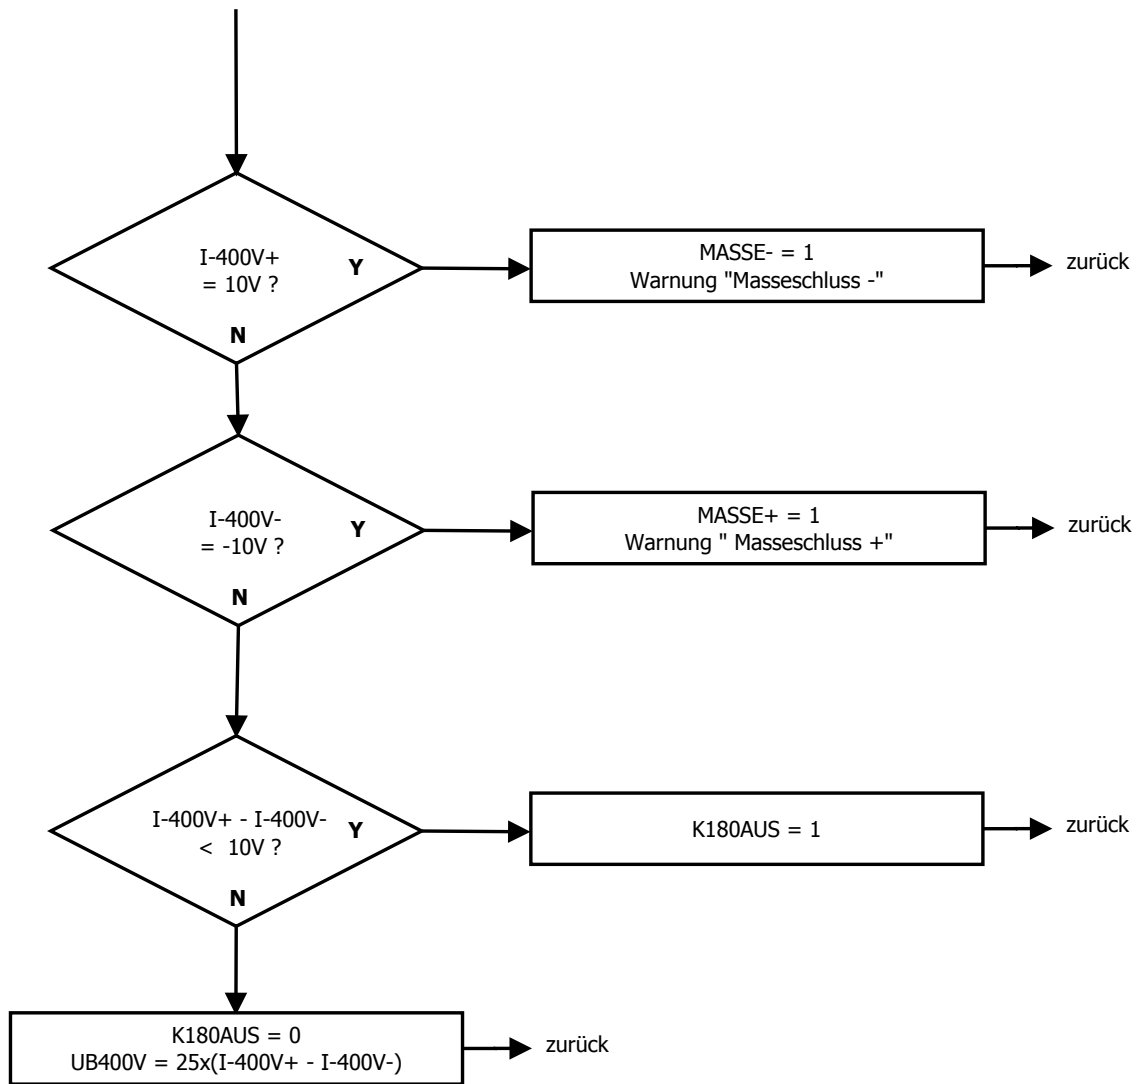 I-400V+
= 10V ?
Y
N
MASSE- = 1
Warnung "Masseschluss -"
zurück
I-400V-
= -10V ?
Y
N
MASSE+ = 1
Warnung " Masseschluss +"
zurück
I-400V+ - I-400V-
< 10V ?
Y
N
K180AUS = 1
zurück
K180AUS = 0
UB400V = 25x(I-400V+ - I-400V-)
zurück